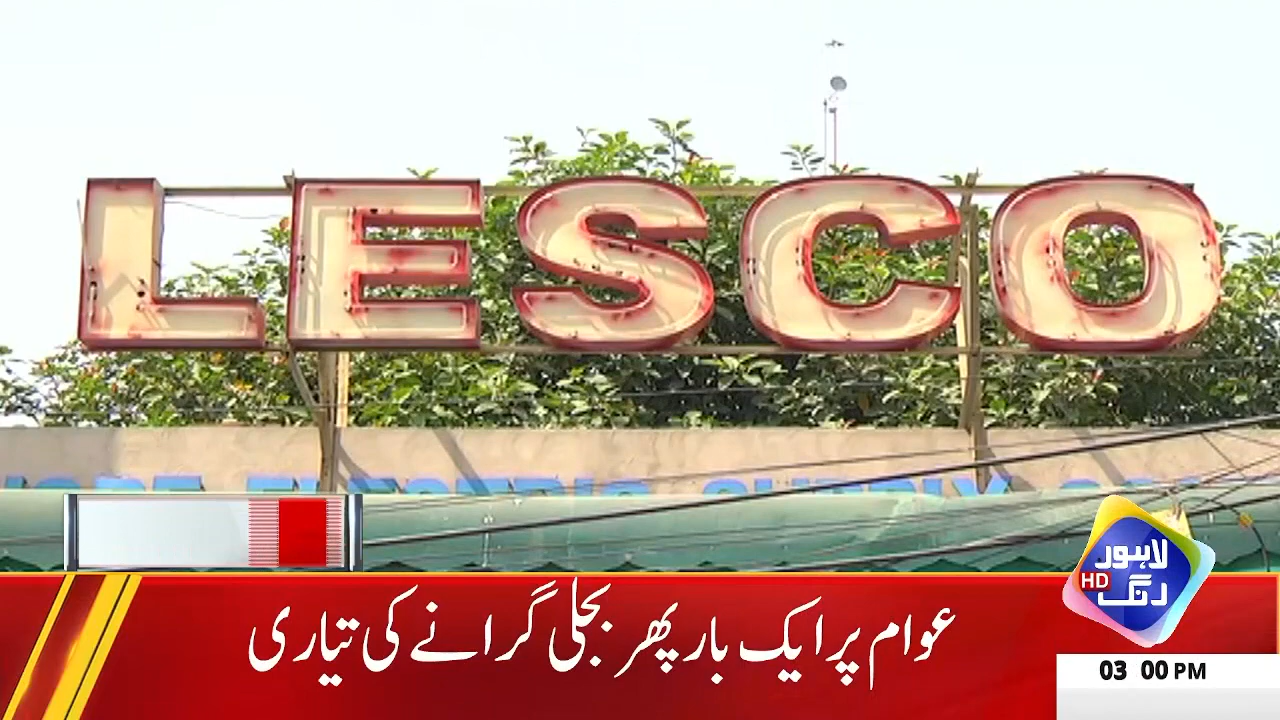 LESCO
لاہور
رنگ
HD
عوام پر ایک بار پھر بجلی گرانے کی تیاری
03 00 PM